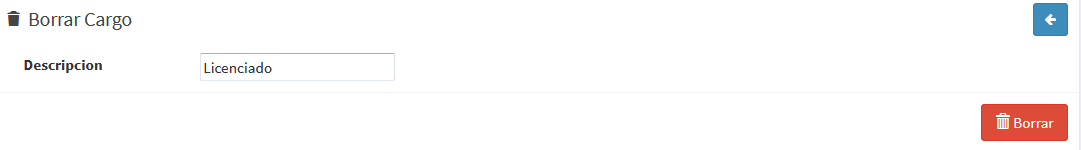 Borrar Cargo
Descripcion
Licenciado
Borrar